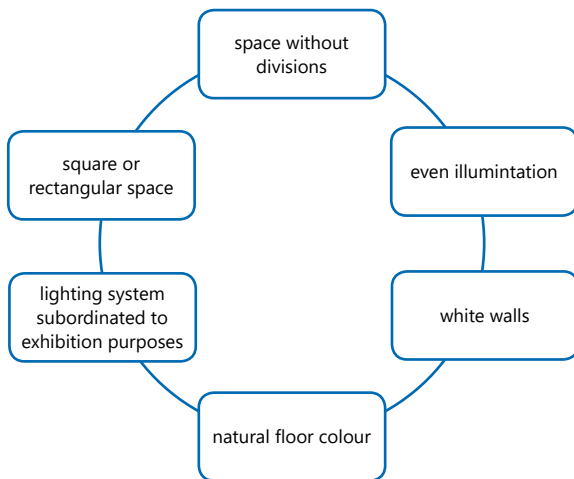 space without
divisions
even illumintation
white walls
natural floor colour
lighting system
subordinated to
exhibition purposes
square or
rectangular space